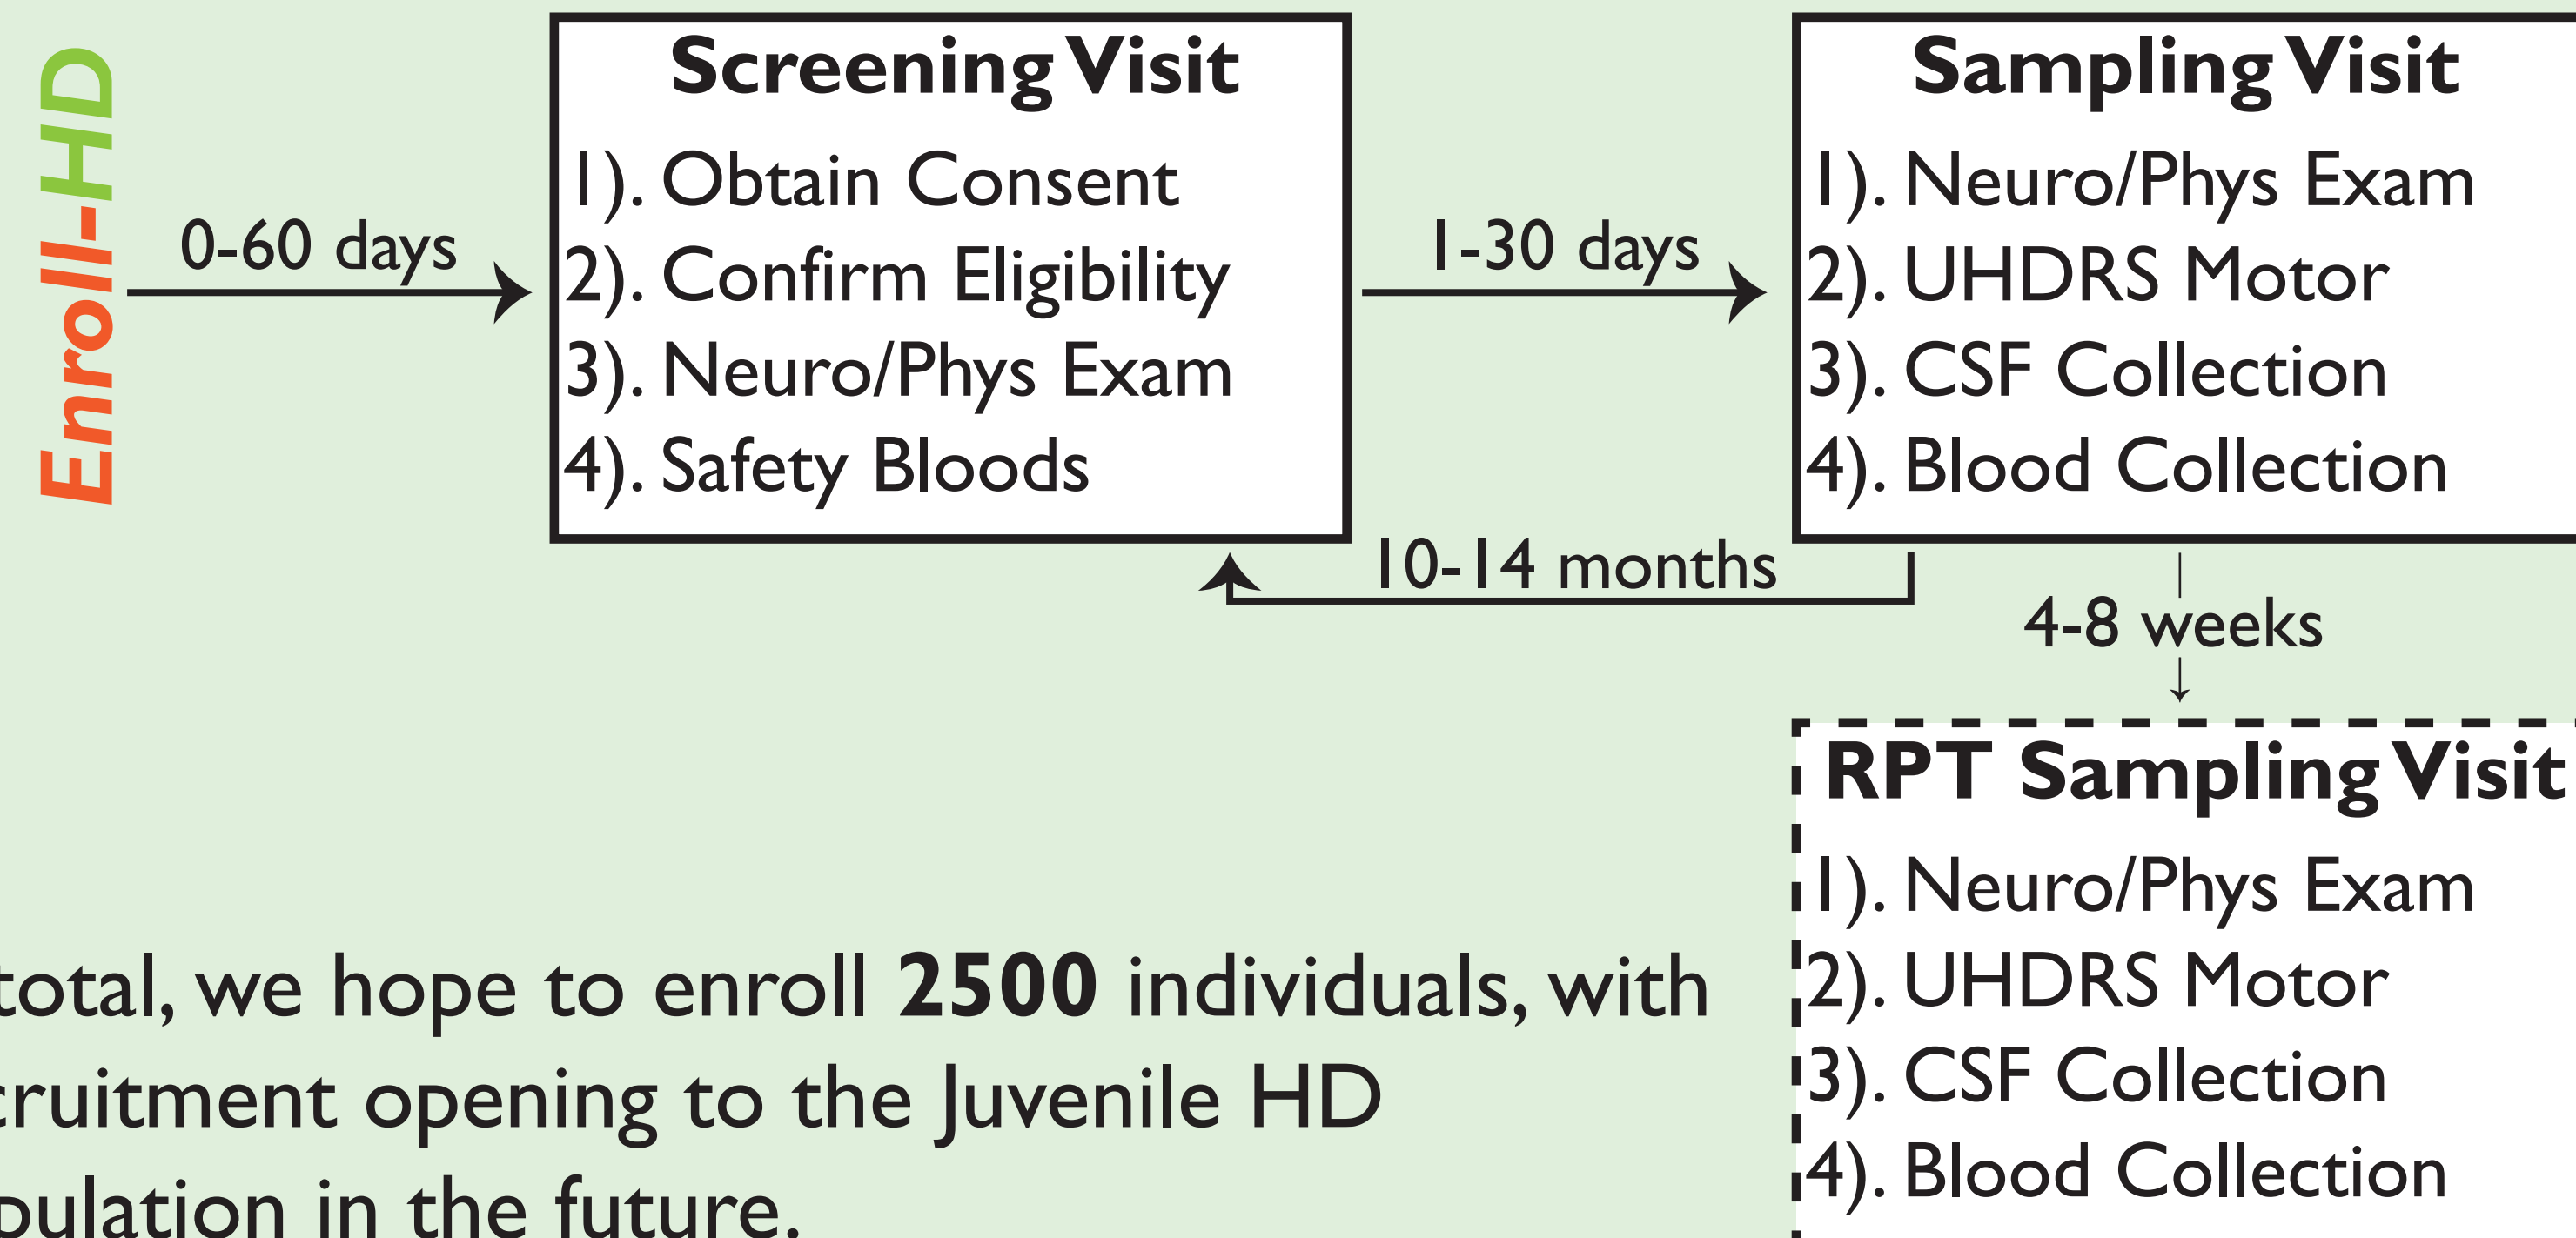 Enroll-HD
0-60 days
Screening Visit
1). Obtain Consent
2). Confirm Eligibility
3). Neuro/Phys Exam
4). Safety Bloods
1-30 days
Sampling Visit
1). Neuro/Phys Exam
2). UHDRS Motor
3). CSF Collection
4). Blood Collection
10-14 months
4-8 weeks
RPT Sampling Visit
1). Neuro/Phys Exam
2). UHDRS Motor
3). CSF Collection
4). Blood Collection
total, we hope to enroll 2500 individuals, with
cruitment opening to the Juvenile HD
pulation in the future.